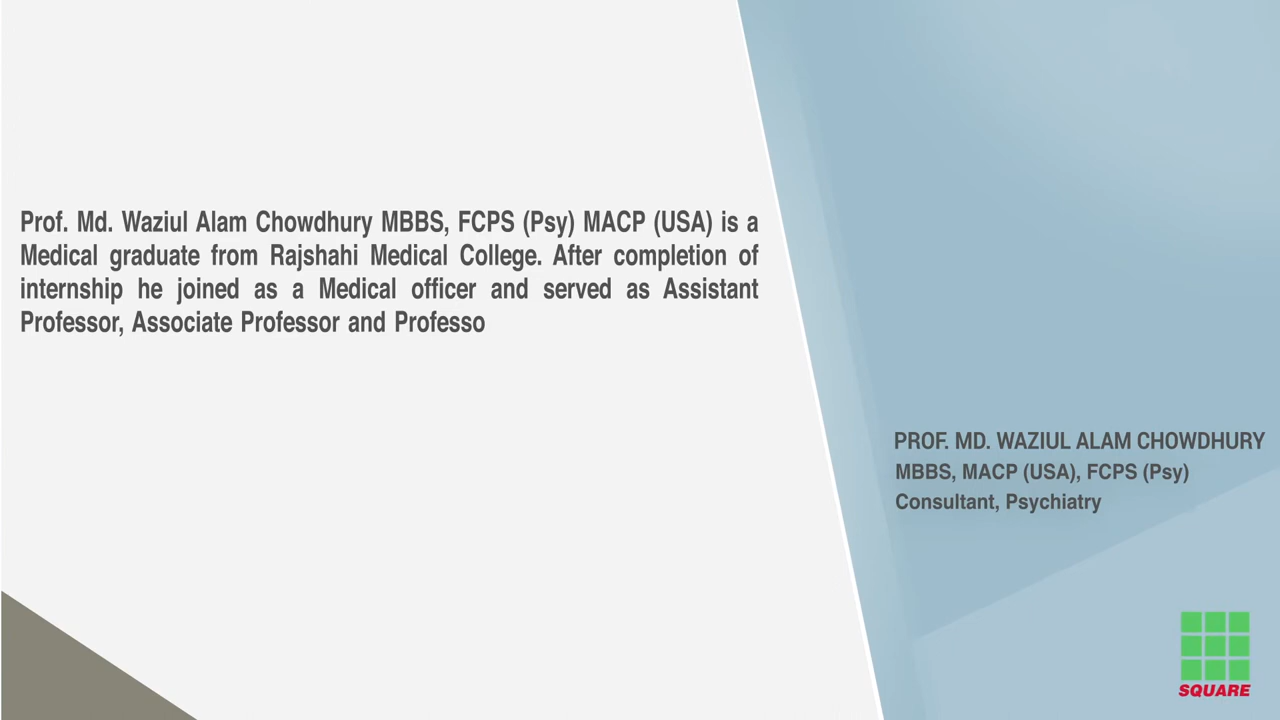 Prof. Md. Waziul Alam Chowdhury MBBS, FCPS (Psy) MACP (USA) is a
Medical graduate from Rajshahi Medical College. After completion of
internship he joined as a Medical officer and served as Assistant
Professor, Associate Professor and Professo
PROF. MD. WAZIUL ALAM CHOWDHURY
MBBS, MACP (USA), FCPS (Psy)
Consultant, Psychiatry
SQUARE